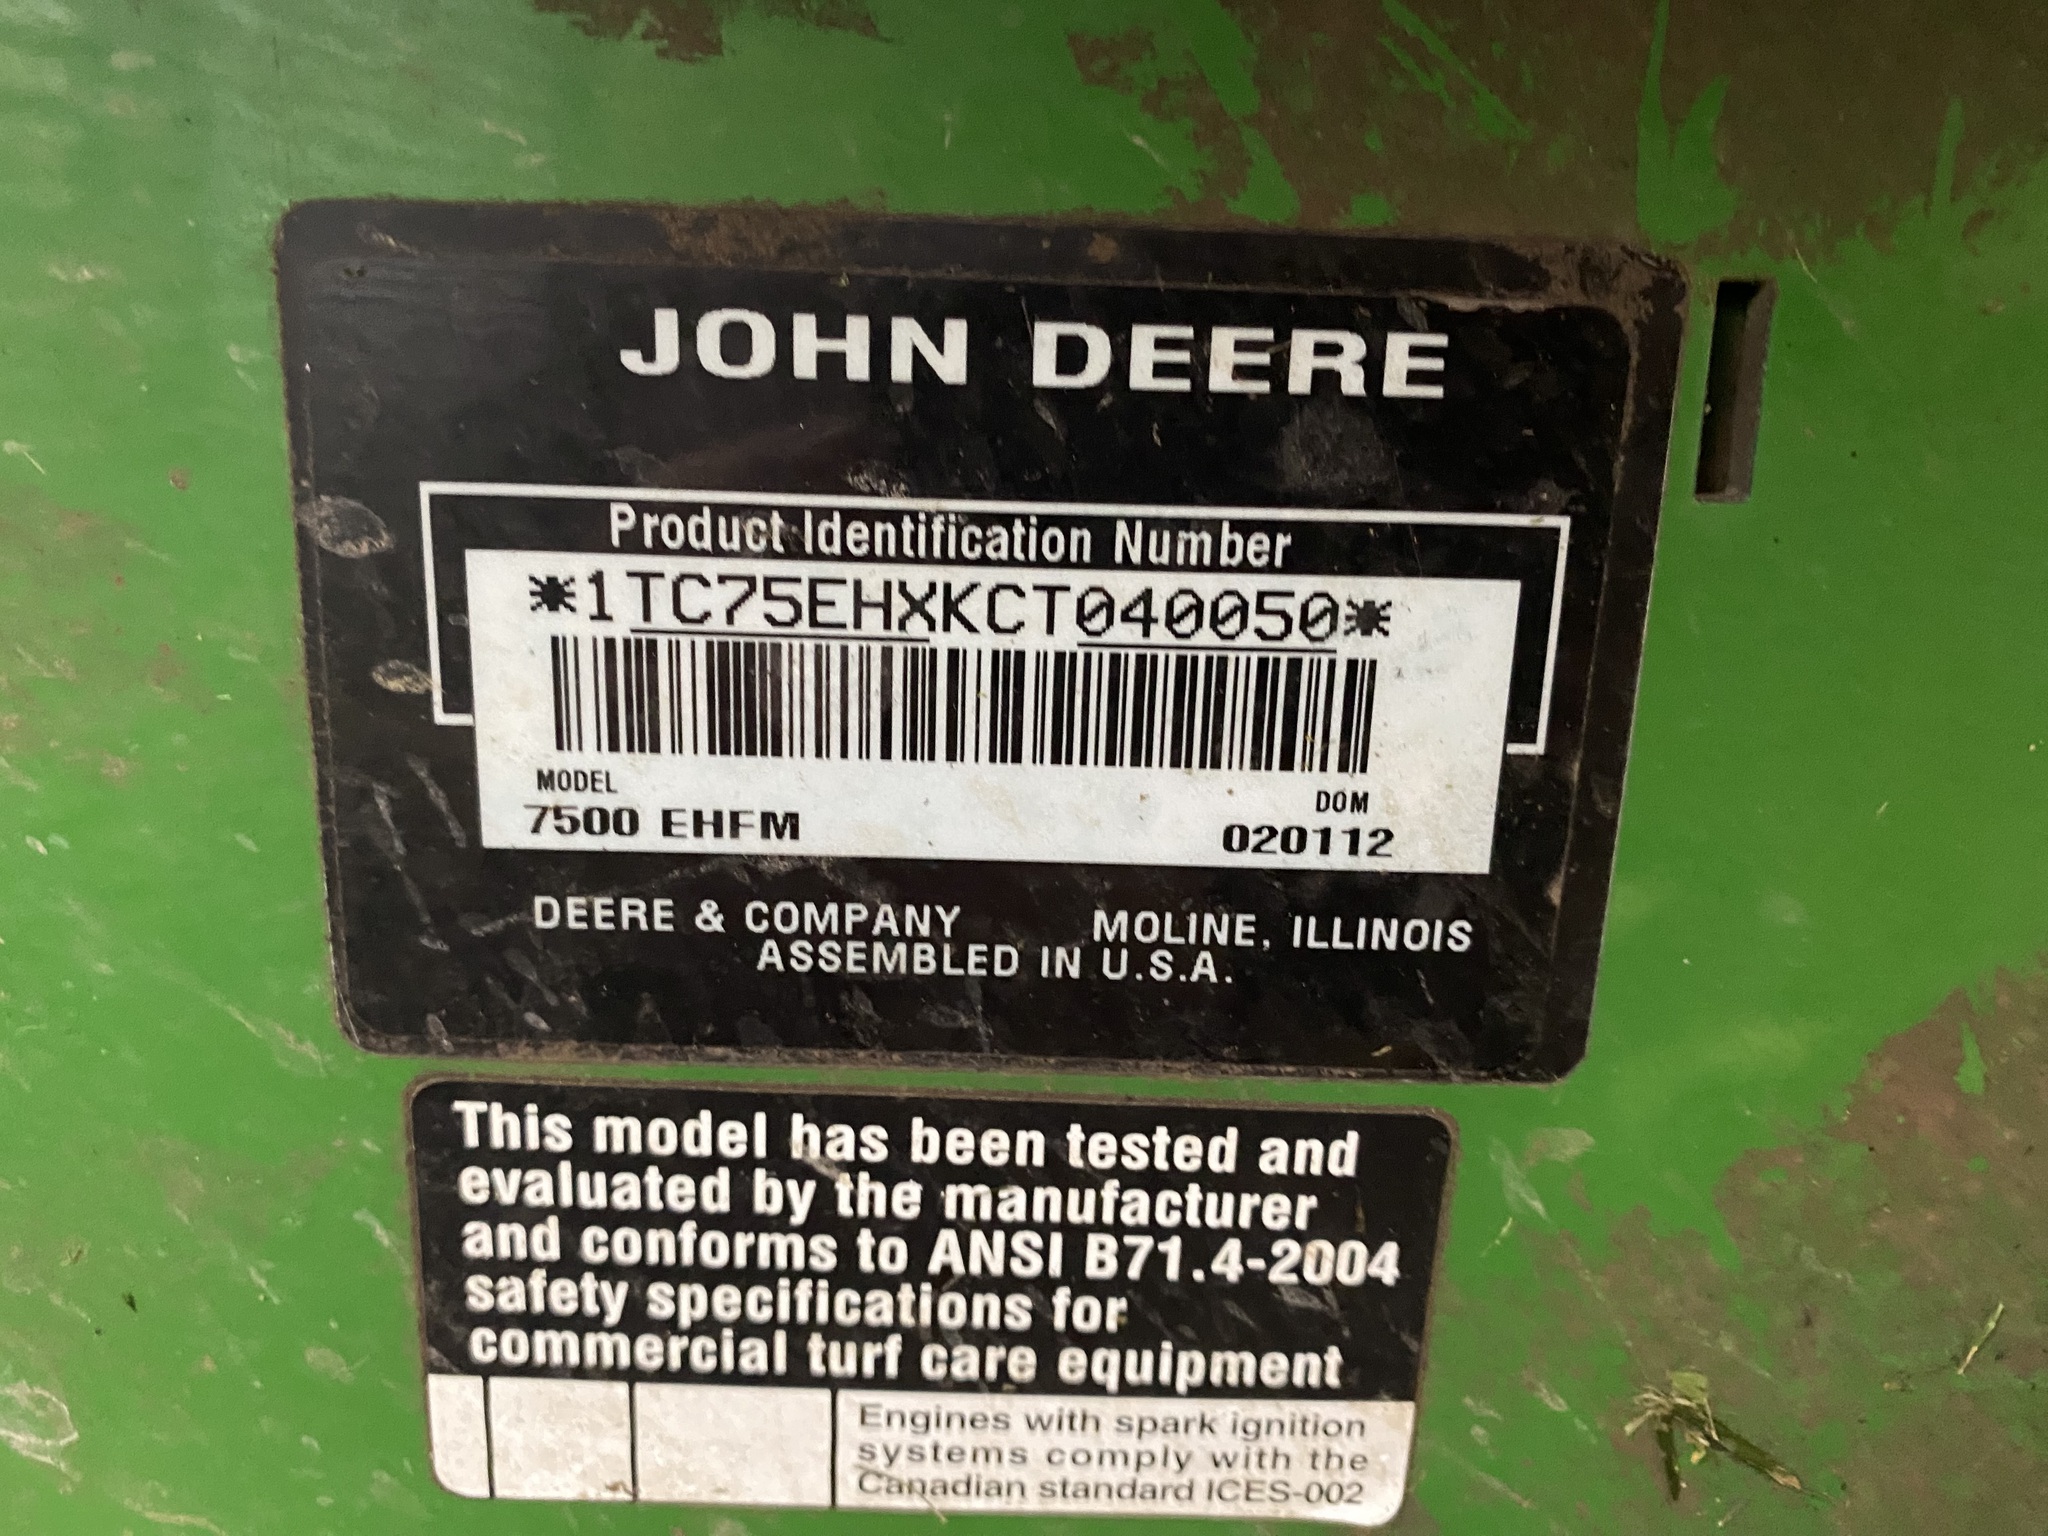 JOHN DEERE
Product Identification Number
*1TC75EHXKCT040050*
MODEL
DOM
7500 EHFM
020112
DEERE & COMPANY MOLINE, ILLINOIS
ASSEMBLED IN U.S.A.
This model has been tested and
evaluated by the manufacturer
and conforms to ANSI B71.4-2004
safety specifications for
commercial turf care equipment
Engines with spark ignition
systems comply with the
Canadian standard ICES-002